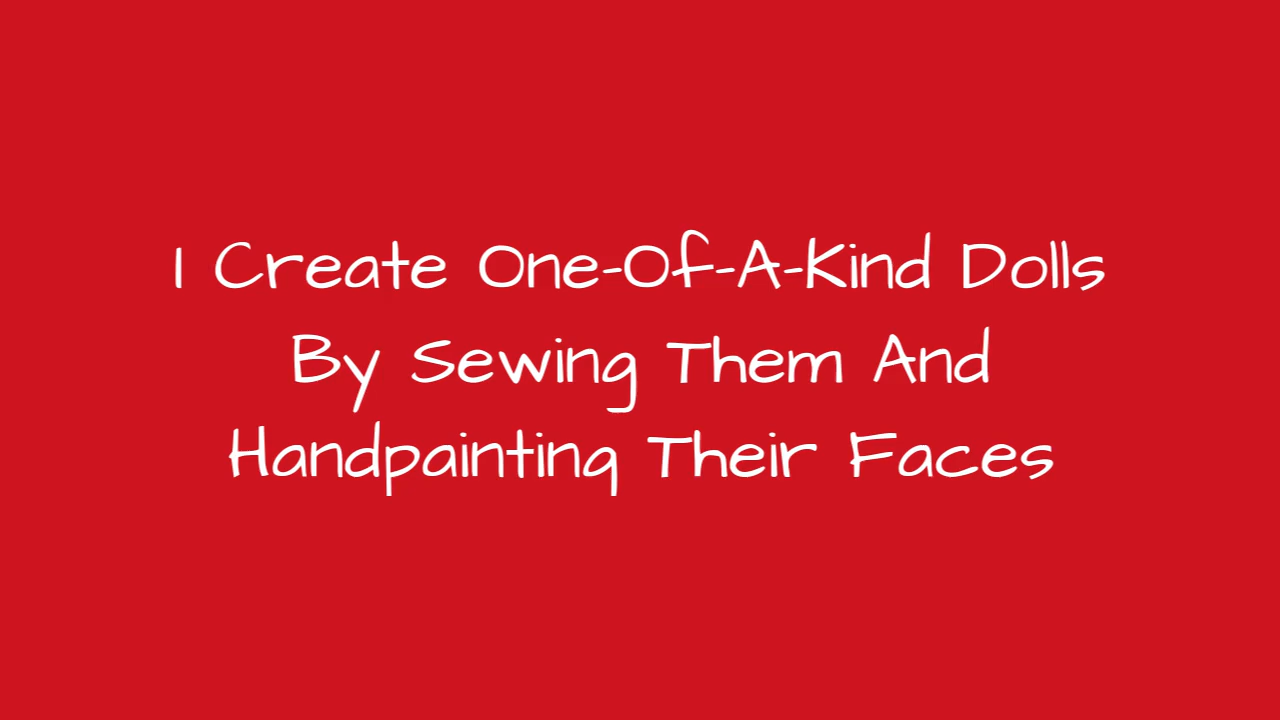 I Create One-Of-A-Kind Dolls
By Sewing Them And
Handpainting Their Faces